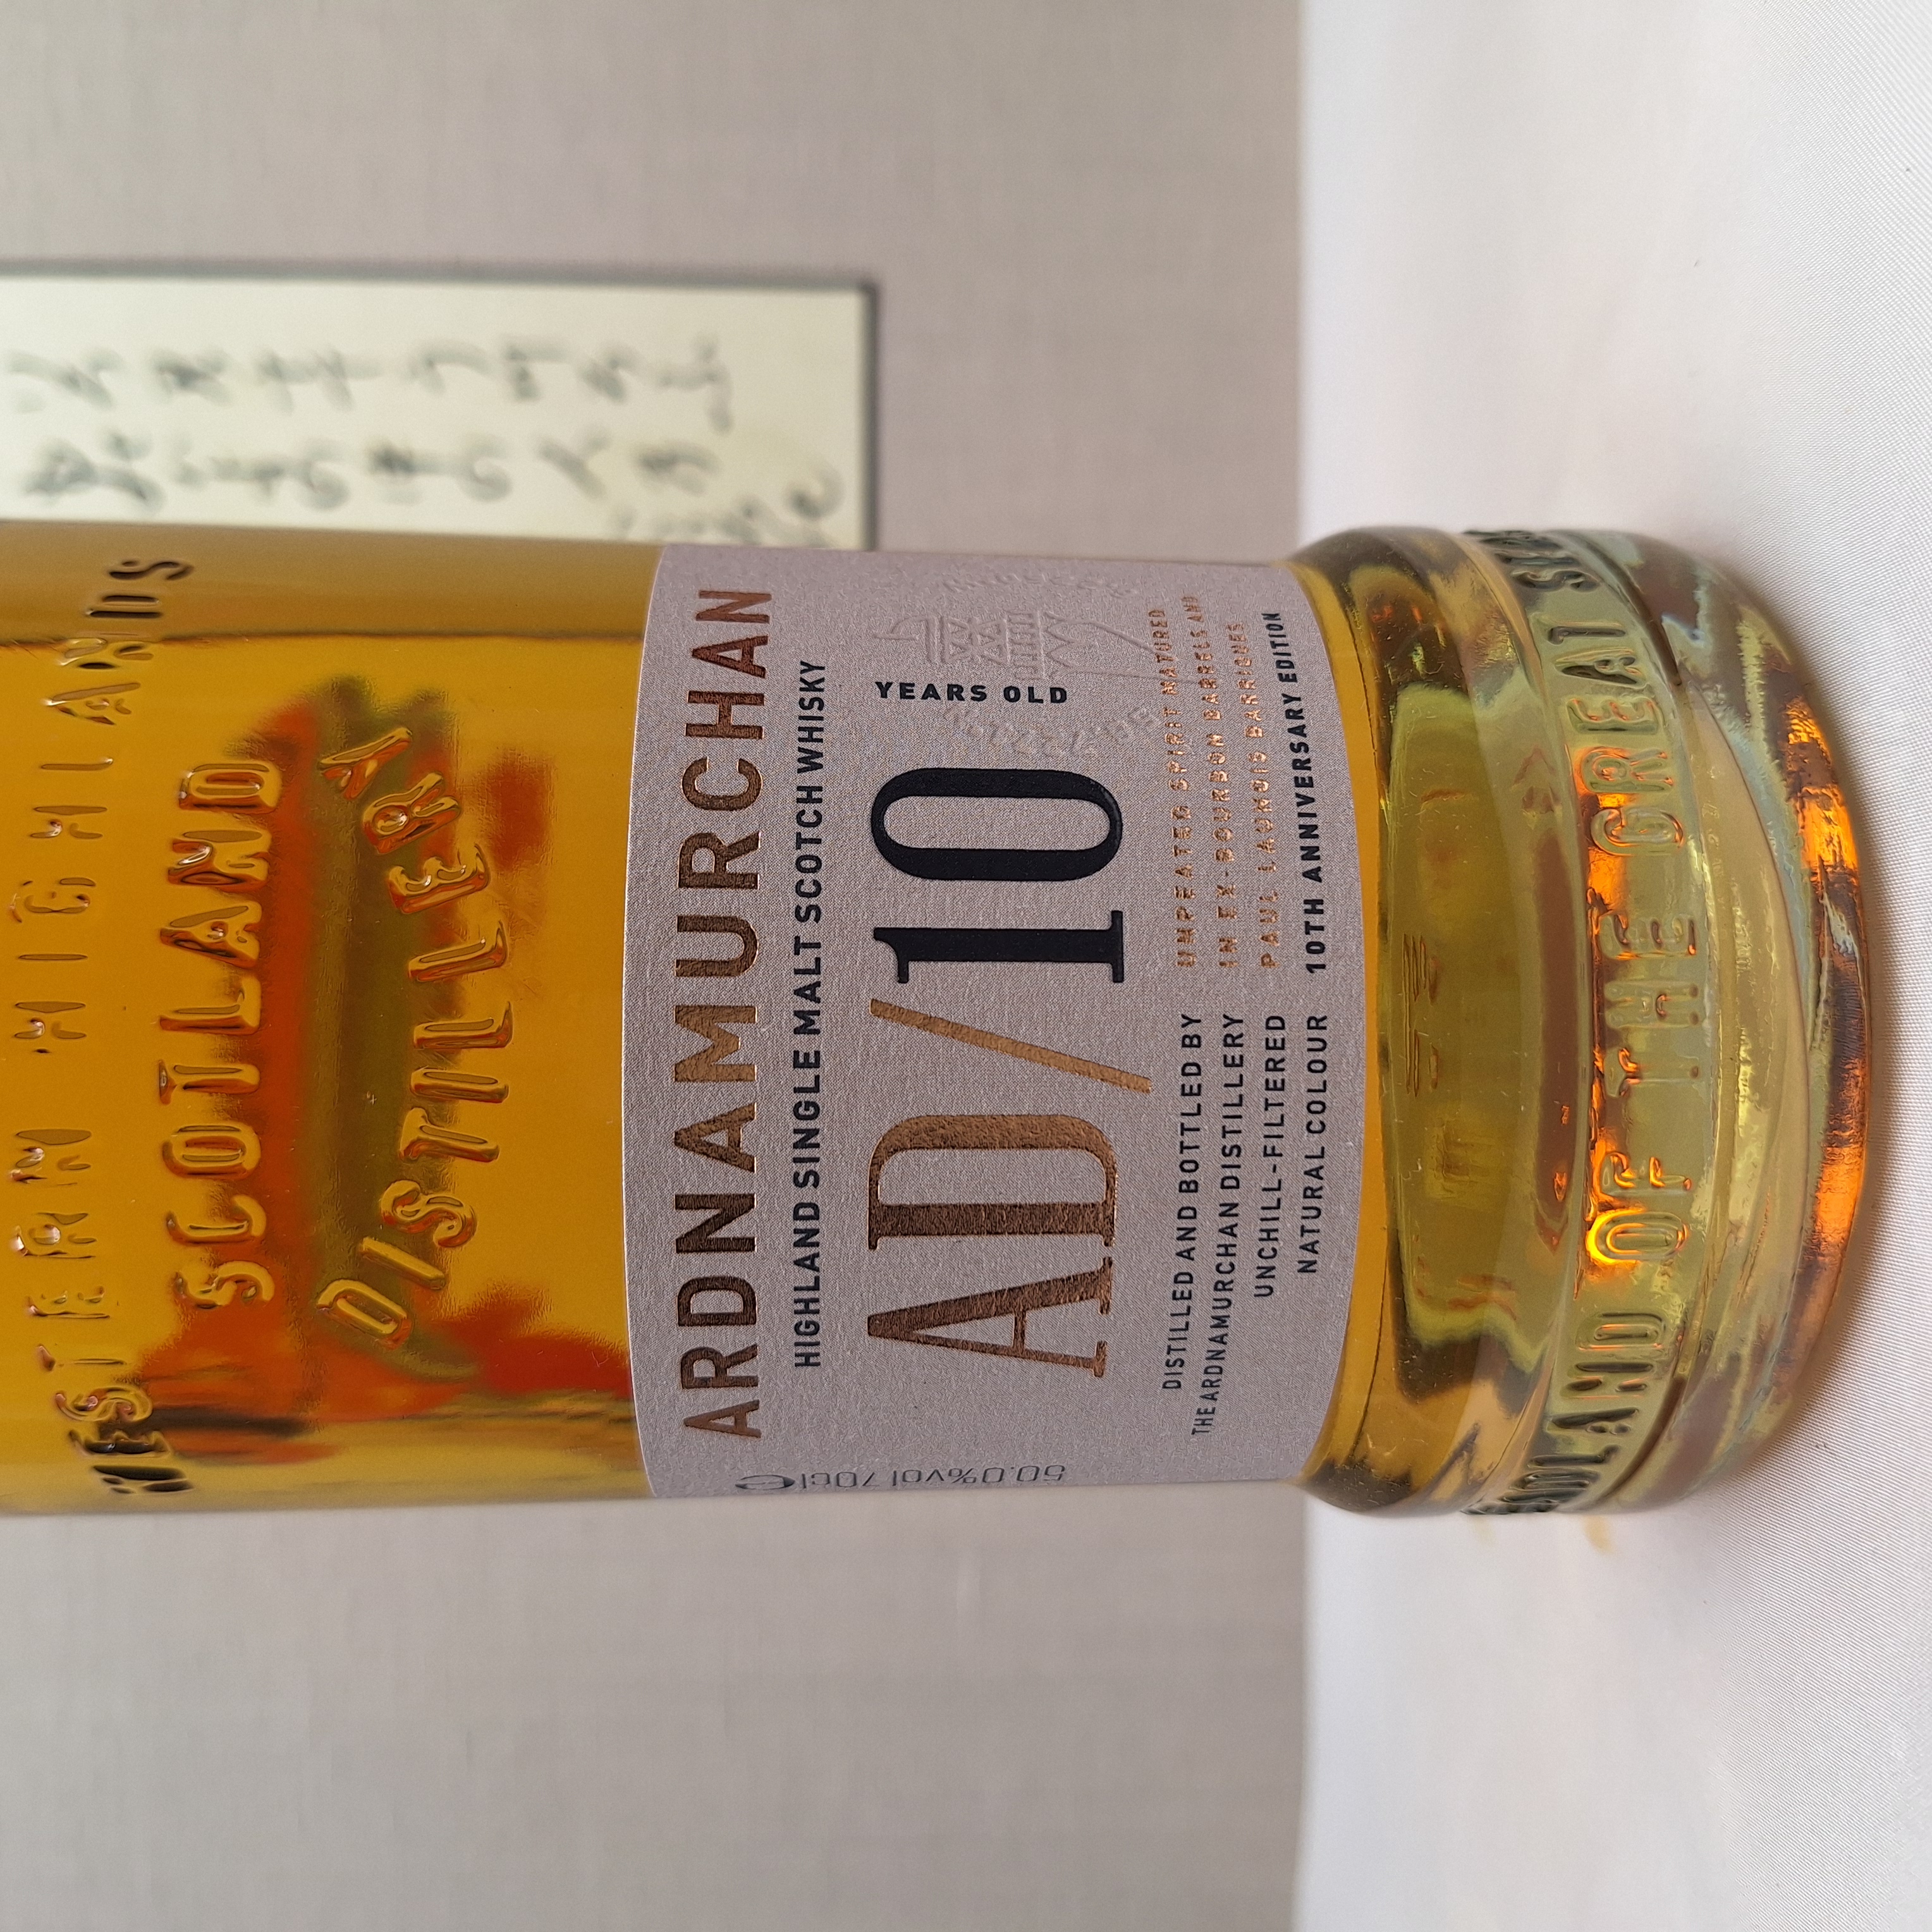 WESTERN HIGHLANDS
SCOTLAND
DISTILLERY
ARDNAMURCHAN
HIGHLAND SINGLE MALT SCOTCH WHISKY
AD/10
YEARS OLD
DISTILLED AND BOTTLED BY
THE ARDNAMURCHAN DISTILLERY
UNCHILL-FILTERED
NATURAL COLOUR
UNPEATED SPIRIT MATURED
IN EX-BOURBON BARRELS AND
PAUL LAUNOIS BARRIQUES
10TH ANNIVERSARY EDITION
50.0%vol 70cl e
LAND OF THE GREAT